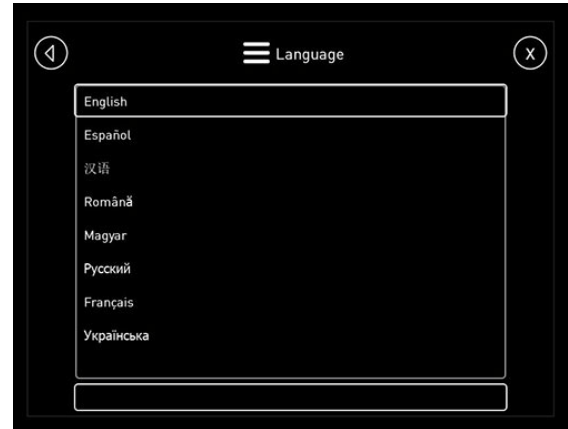 Language
X
English
Español
汉语
Română
Magyar
Русский
Français
Українська